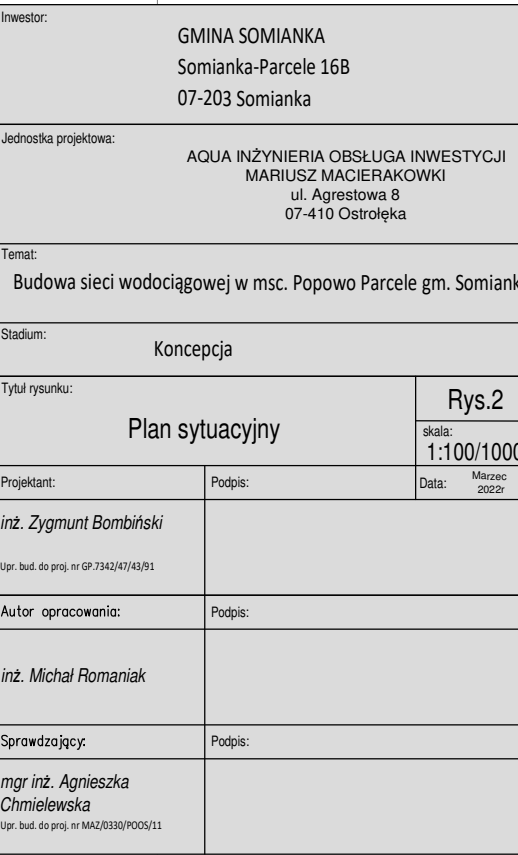 Inwestor:
GMINA SOMIANKA
Somianka-Parcele 16B
07-203 Somianka
Jednostka projektowa:
AQUA INŻYNIERIA OBSŁUGA INWESTYCJI
MARIUSZ MACIERAKOWKI
ul. Agrestowa 8
07-410 Ostrołęka
Temat:
Budowa sieci wodociągowej w msc. Popowo Parcele gm. Somiank
Stadium:
Koncepcja
Tytuł rysunku:
Plan sytuacyjny
Rys.2
skala:
1:100/1000
Projektant:
Podpis:
Data:
Marzec
2022r
inż. Zygmunt Bombiński
Upr. bud. do proj. nr GP.7342/47/43/91
Autor opracowania:
Podpis:
inż. Michał Romaniak
Sprawdzający:
Podpis:
mgr inż. Agnieszka
Chmielewska
Upr. bud. do proj. nr MAZ/0330/POOS/11